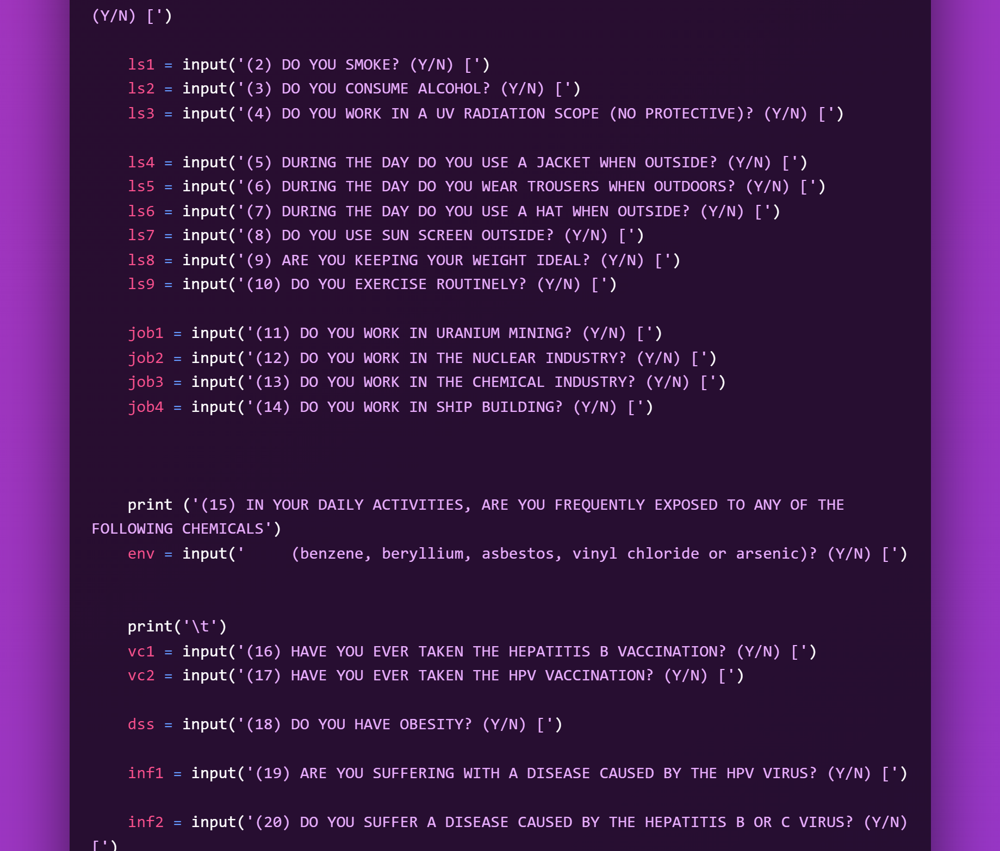 (Y/N) [')
ls1 = input('(2) DO YOU SMOKE? (Y/N) [')
ls2 = input('(3) DO YOU CONSUME ALCOHOL? (Y/N) [')
ls3 = input('(4) DO YOU WORK IN A UV RADIATION SCOPE (NO PROTECTIVE)? (Y/N) [')
ls4 = input('(5) DURING THE DAY DO YOU USE A JACKET WHEN OUTSIDE? (Y/N) [')
ls5 = input('(6) DURING THE DAY DO YOU WEAR TROUSERS WHEN OUTDOORS? (Y/N) [')
ls6 = input('(7) DURING THE DAY DO YOU USE A HAT WHEN OUTSIDE? (Y/N) [')
ls7 = input('(8) DO YOU USE SUN SCREEN OUTSIDE? (Y/N) [')
ls8 = input('(9) ARE YOU KEEPING YOUR WEIGHT IDEAL? (Y/N) [')
ls9 = input('(10) DO YOU EXERCISE ROUTINELY? (Y/N) [')
job1 = input('(11) DO YOU WORK IN URANIUM MINING? (Y/N) [')
job2 = input('(12) DO YOU WORK IN THE NUCLEAR INDUSTRY? (Y/N) [')
job3 = input('(13) DO YOU WORK IN THE CHEMICAL INDUSTRY? (Y/N) [')
job4 = input('(14) DO YOU WORK IN SHIP BUILDING? (Y/N) [')
print ('(15) IN YOUR DAILY ACTIVITIES, ARE YOU FREQUENTLY EXPOSED TO ANY OF THE
FOLLOWING CHEMICALS')
env = input('     (benzene, beryllium, asbestos, vinyl chloride or arsenic)? (Y/N) [')
print('\t')
vc1 = input('(16) HAVE YOU EVER TAKEN THE HEPATITIS B VACCINATION? (Y/N) [')
vc2 = input('(17) HAVE YOU EVER TAKEN THE HPV VACCINATION? (Y/N) [')
dss = input('(18) DO YOU HAVE OBESITY? (Y/N) [')
inf1 = input('(19) ARE YOU SUFFERING WITH A DISEASE CAUSED BY THE HPV VIRUS? (Y/N) [')
inf2 = input('(20) DO YOU SUFFER A DISEASE CAUSED BY THE HEPATITIS B OR C VIRUS? (Y/N)
[')